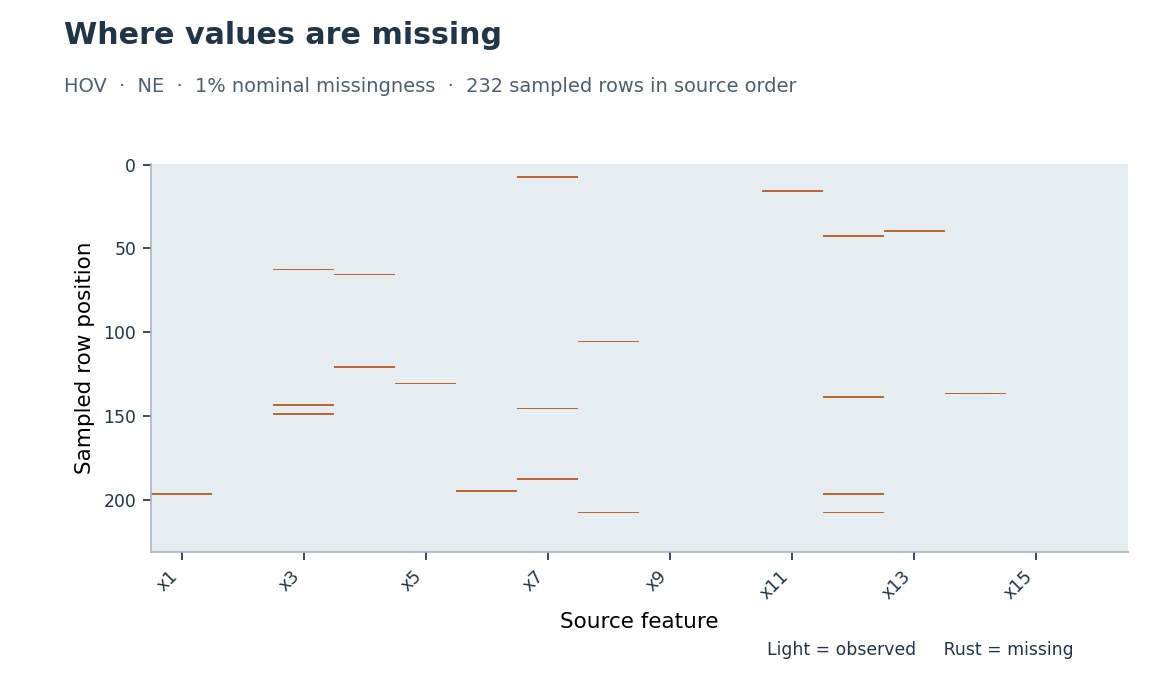 Where values are missing
HOV · NE · 1% nominal missingness · 232 sampled rows in source order
0
50
100
150
200
Sampled row position
x1
x3
x5
x7
x9
x11
x13
x15
Source feature
Light = observed Rust = missing